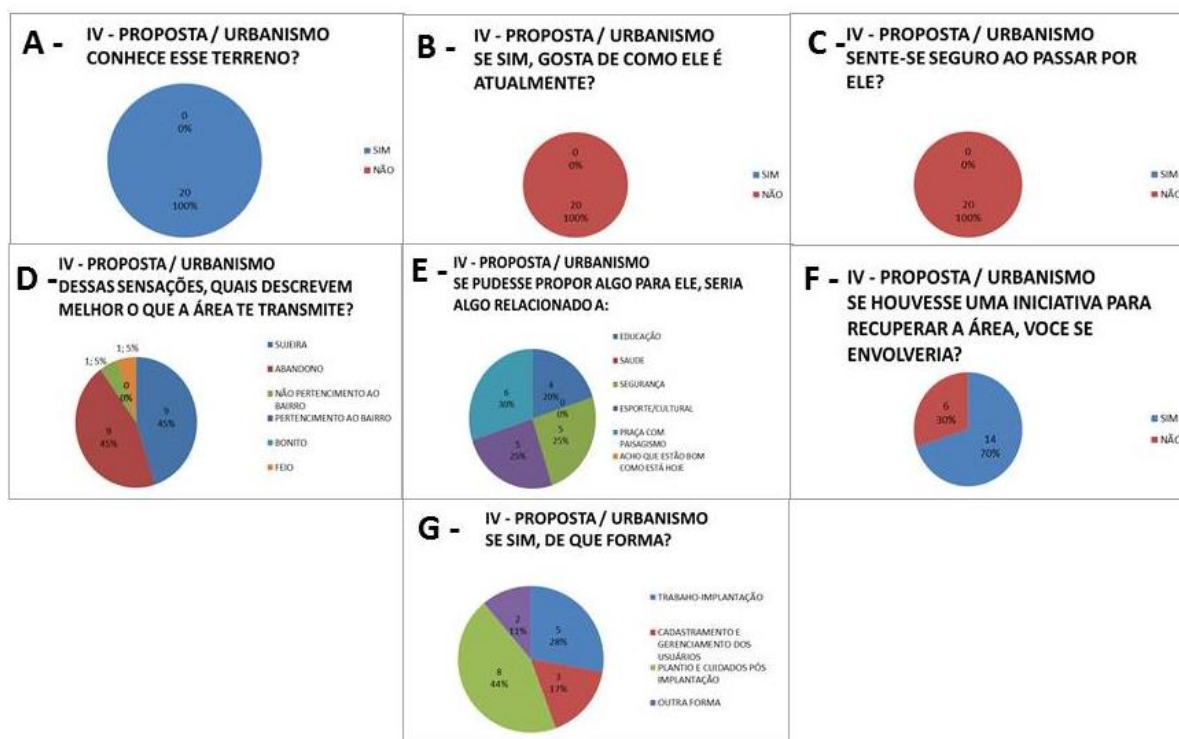 A - IV - PROPOSTA / URBANISMO
CONHECE ESSE TERRENO?
0
0%
20
100%
SIM
NÃO
B - IV - PROPOSTA / URBANISMO
SE SIM, GOSTA DE COMO ELE É
ATUALMENTE?
0
0%
20
100%
SIM
NÃO
C - IV - PROPOSTA / URBANISMO
SENTE-SE SEGURO AO PASSAR POR
ELE?
0
0%
20
100%
SIM
NÃO
D - IV - PROPOSTA / URBANISMO
DESSAS SENSAÇÕES, QUAIS DESCREVEM
MELHOR O QUE A ÁREA TE TRANSMITE?
1; 5%
1; 5%
0
0%
9
45%
9
45%
SUJEIRA
ABANDONO
NÃO PERTENCIMENTO AO
BAIRRO
PERTENCIMENTO AO BAIRRO
BONITO
FEIO
E - IV - PROPOSTA / URBANISMO
SE PUDESSE PROPOR ALGO PARA ELE, SERIA
ALGO RELACIONADO A:
6
30%
4
20%
0
0%
5
25%
5
25%
EDUCAÇÃO
SAUDE
SEGURANÇA
ESPORTE/CULTURAL
PRAÇA COM
PAISAGISMO
ACHO QUE ESTÃO BOM
COMO ESTÁ HOJE
F - IV - PROPOSTA / URBANISMO
SE HOUVESSE UMA INICIATIVA PARA
RECUPERAR A ÁREA, VOCE SE
ENVOLVERIA?
6
30%
14
70%
SIM
NÃO
G - IV - PROPOSTA / URBANISMO
SE SIM, DE QUE FORMA?
2
11%
5
28%
8
44%
3
17%
TRABAHO-IMPLANTAÇÃO
CADASTRAMENTO E
GERENCIAMENTO DOS
USUÁRIOS
PLANTIO E CUIDADOS PÓS
IMPLANTAÇÃO
OUTRA FORMA